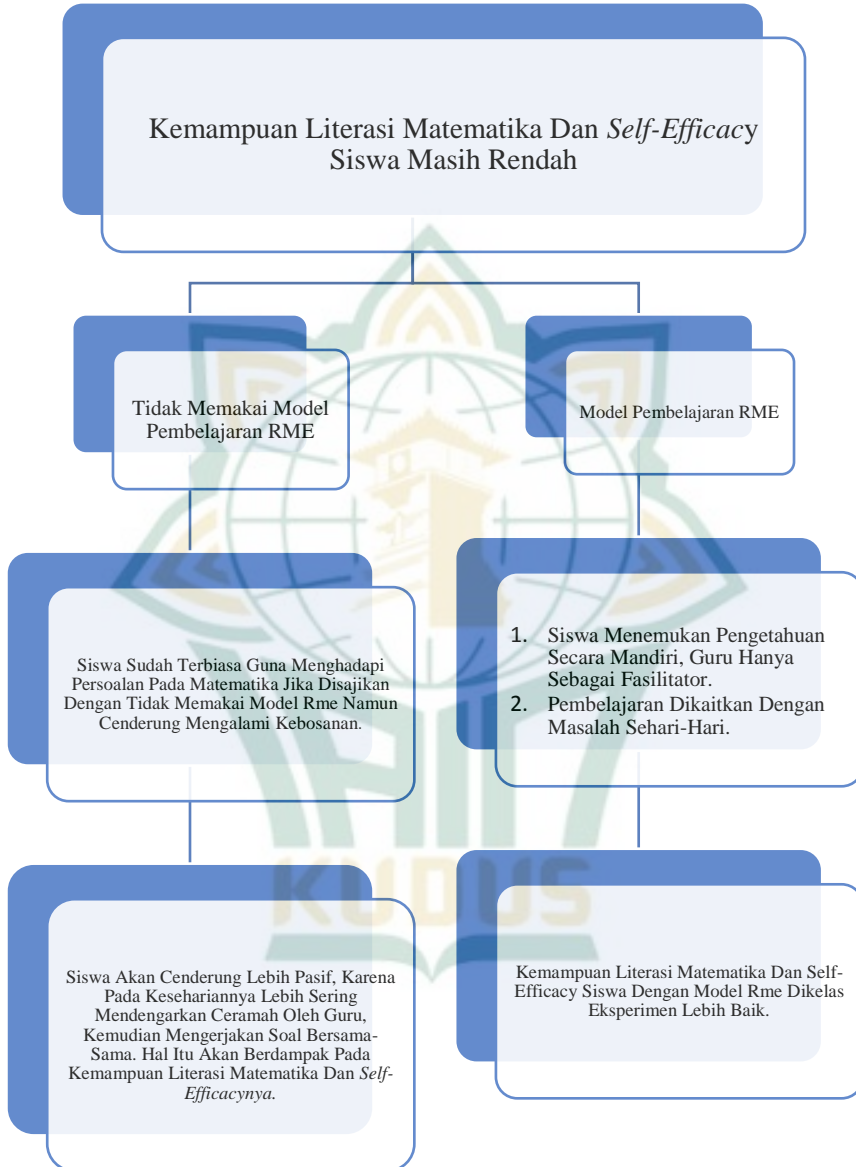 Kemampuan Literasi Matematika Dan Self-Efficacy
Siswa Masih Rendah
Tidak Memakai Model
Pembelajaran RME
Model Pembelajaran RME
Siswa Sudah Terbiasa Guna Menghadapi
Persoalan Pada Matematika Jika Disajikan
Dengan Tidak Memakai Model Rme Namun
Cenderung Mengalami Kebosanan.
1. Siswa Menemukan Pengetahuan
Secara Mandiri, Guru Hanya
Sebagai Fasilitator.
2. Pembelajaran Dikaitkan Dengan
Masalah Sehari-Hari.
Siswa Akan Cenderung Lebih Pasif, Karena
Pada Kesehariannya Lebih Sering
Mendengarkan Ceramah Oleh Guru,
Kemudian Mengerjakan Soal Bersama-
Sama. Hal Itu Akan Berdampak Pada
Kemampuan Literasi Matematika Dan Self-
Efficacynya.
Kemampuan Literasi Matematika Dan Self-
Efficacy Siswa Dengan Model Rme Dikelas
Eksperimen Lebih Baik.
KUDUS